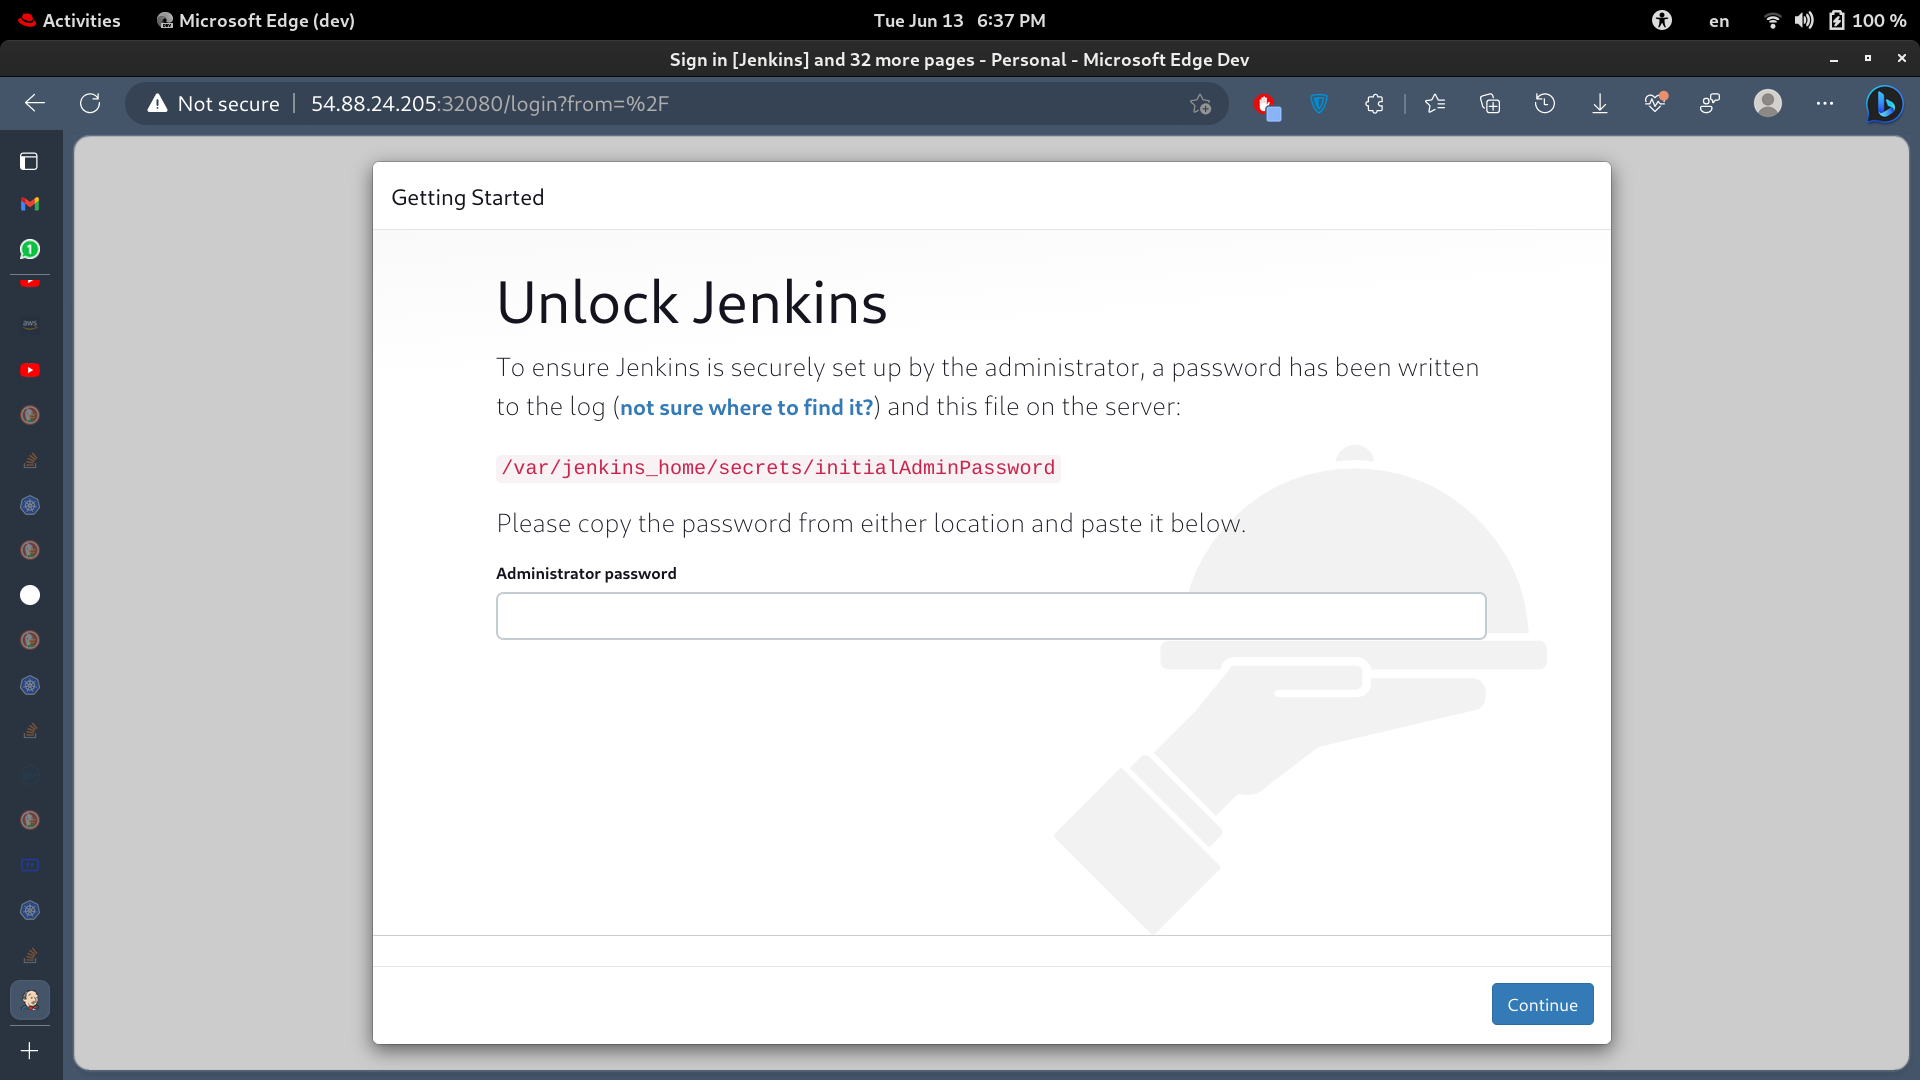 Activities
Microsoft Edge (dev)
Tue Jun 13 6:37 PM
en
100 %
Sign in [Jenkins] and 32 more pages - Personal - Microsoft Edge Dev
Not secure
54.88.24.205:32080/login?from=%2F
1
aws
Getting Started
Unlock Jenkins
To ensure Jenkins is securely set up by the administrator, a password has been written
to the log (not sure where to find it?) and this file on the server:
/var/jenkins_home/secrets/initialAdminPassword
Please copy the password from either location and paste it below.
Administrator password
Continue